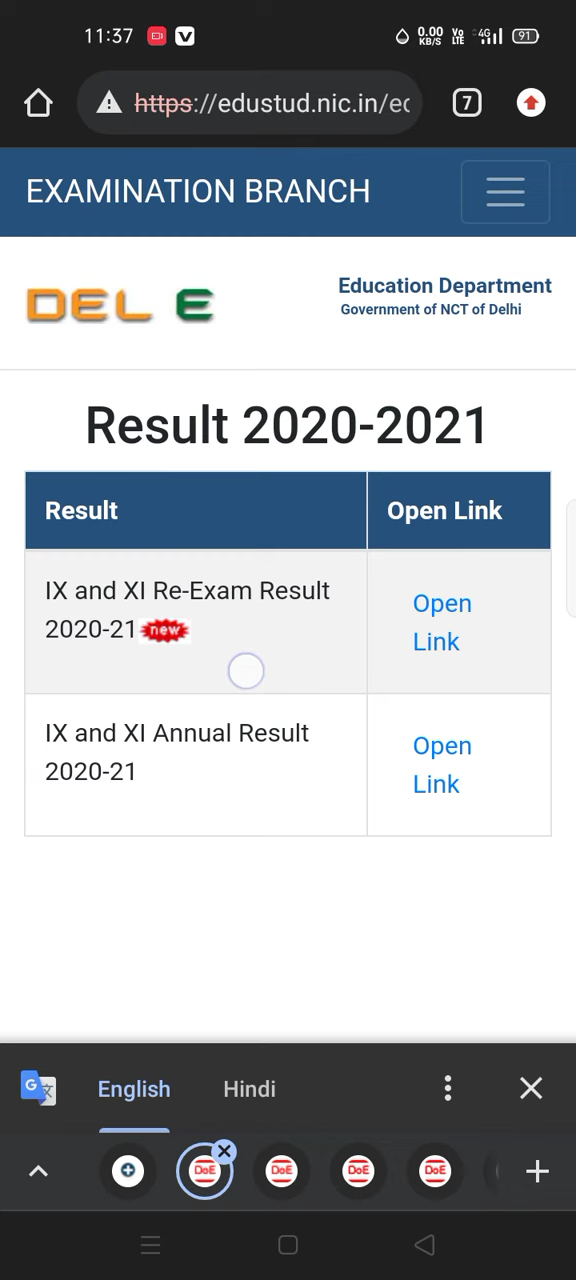 11:37 0.00 KB/S Vo LTE 4G 91
https://edustud.nic.in/ec 7
EXAMINATION BRANCH
DEL E
Education Department
Government of NCT of Delhi
Result 2020-2021
Result Open Link
IX and XI Re-Exam Result
2020-21 new
Open
Link
IX and XI Annual Result
2020-21
Open
Link
G English Hindi
DoE DoE DoE DoE